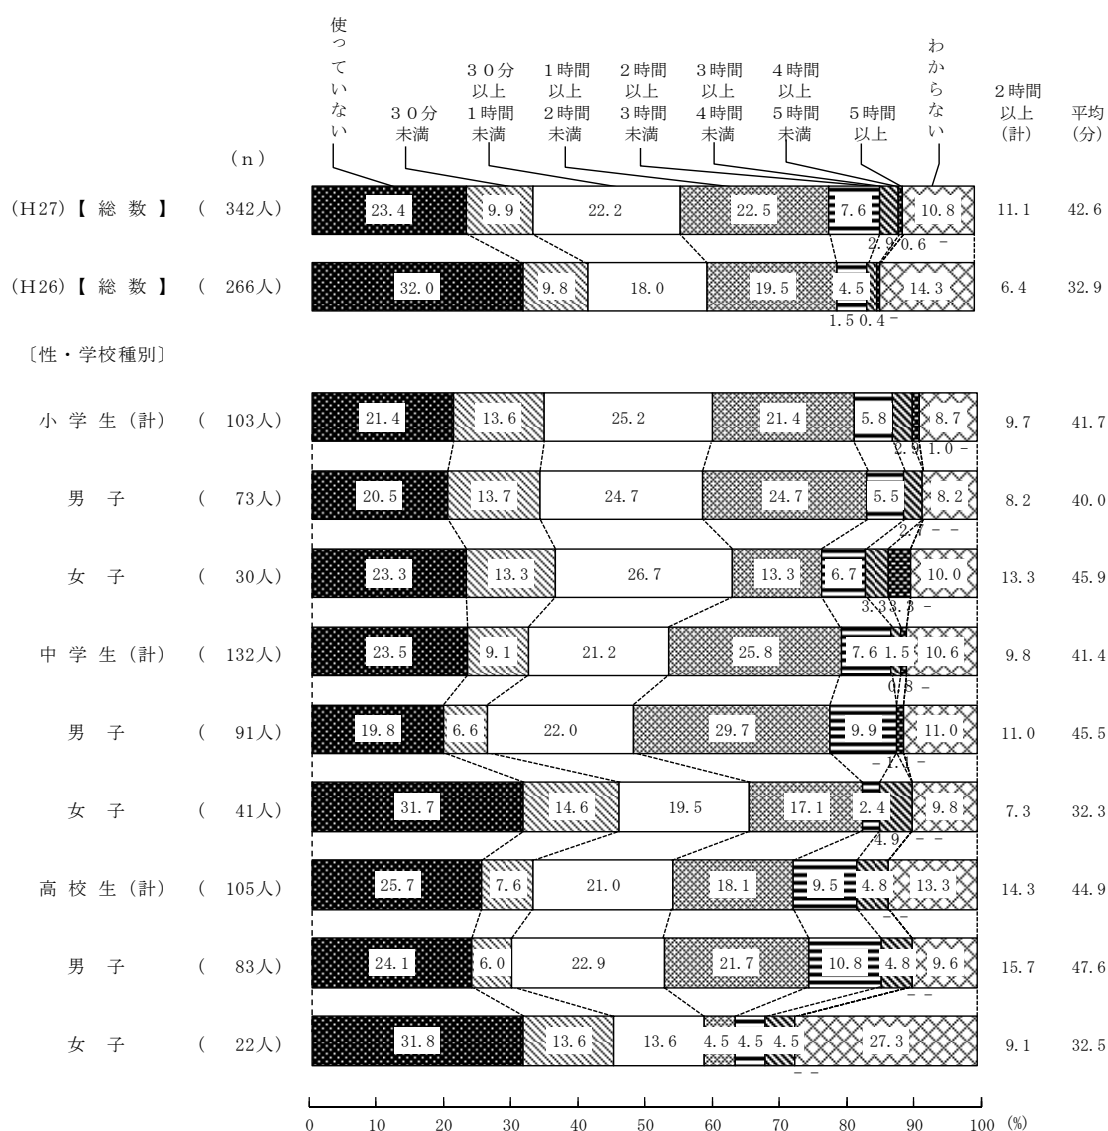 使っていない
３０分未満
３０分以上１時間未満
１時間以上２時間未満
２時間以上３時間未満
３時間以上４時間未満
４時間以上５時間未満
５時間以上
わからない
２時間以上(計)
平均(分)
(ｎ)
(Ｈ27)【 総 数 】 ( 342人) 23.4 9.9 22.2 22.5 7.6 2.9 0.6 － 10.8 11.1 42.6
(Ｈ26)【 総 数 】 ( 266人) 32.0 9.8 18.0 19.5 4.5 1.5 0.4 － 14.3 6.4 32.9
〔性・学校種別〕
小 学 生（計） ( 103人) 21.4 13.6 25.2 21.4 5.8 2.9 1.0 － 8.7 9.7 41.7
男 子 ( 73人) 20.5 13.7 24.7 24.7 5.5 2.7 － － 8.2 8.2 40.0
女 子 ( 30人) 23.3 13.3 26.7 13.3 6.7 3.3 3.3 － 10.0 13.3 45.9
中 学 生（計） ( 132人) 23.5 9.1 21.2 25.8 7.6 1.5 0.8 － 10.6 9.8 41.4
男 子 ( 91人) 19.8 6.6 22.0 29.7 9.9 － 1.1 － 11.0 11.0 45.5
女 子 ( 41人) 31.7 14.6 19.5 17.1 2.4 4.9 － － 9.8 7.3 32.3
高 校 生（計） ( 105人) 25.7 7.6 21.0 18.1 9.5 4.8 － － 13.3 14.3 44.9
男 子 ( 83人) 24.1 6.0 22.9 21.7 10.8 4.8 － － 9.6 15.7 47.6
女 子 ( 22人) 31.8 13.6 13.6 4.5 4.5 4.5 － － 27.3 9.1 32.5
0 10 20 30 40 50 60 70 80 90 100 (%)